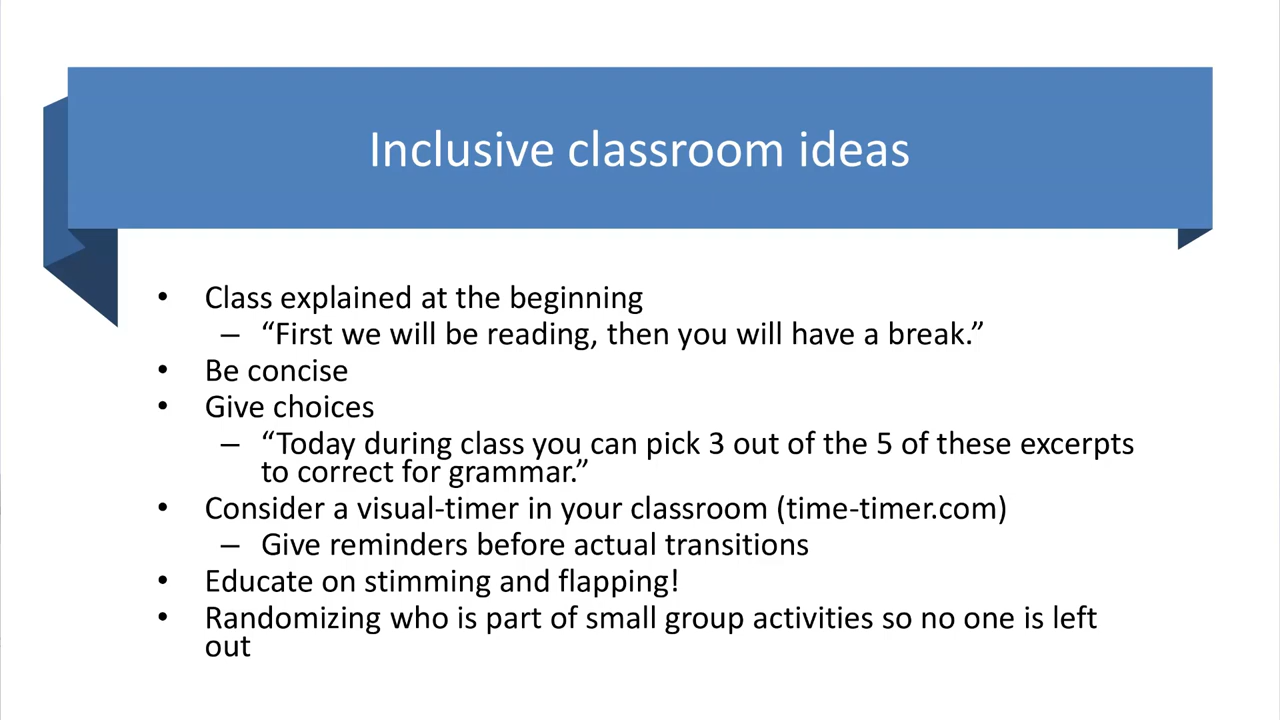 Inclusive classroom ideas
• Class explained at the beginning
– “First we will be reading, then you will have a break.”
• Be concise
• Give choices
– “Today during class you can pick 3 out of the 5 of these excerpts
to correct for grammar.”
• Consider a visual-timer in your classroom (time-timer.com)
– Give reminders before actual transitions
• Educate on stimming and flapping!
• Randomizing who is part of small group activities so no one is left
out